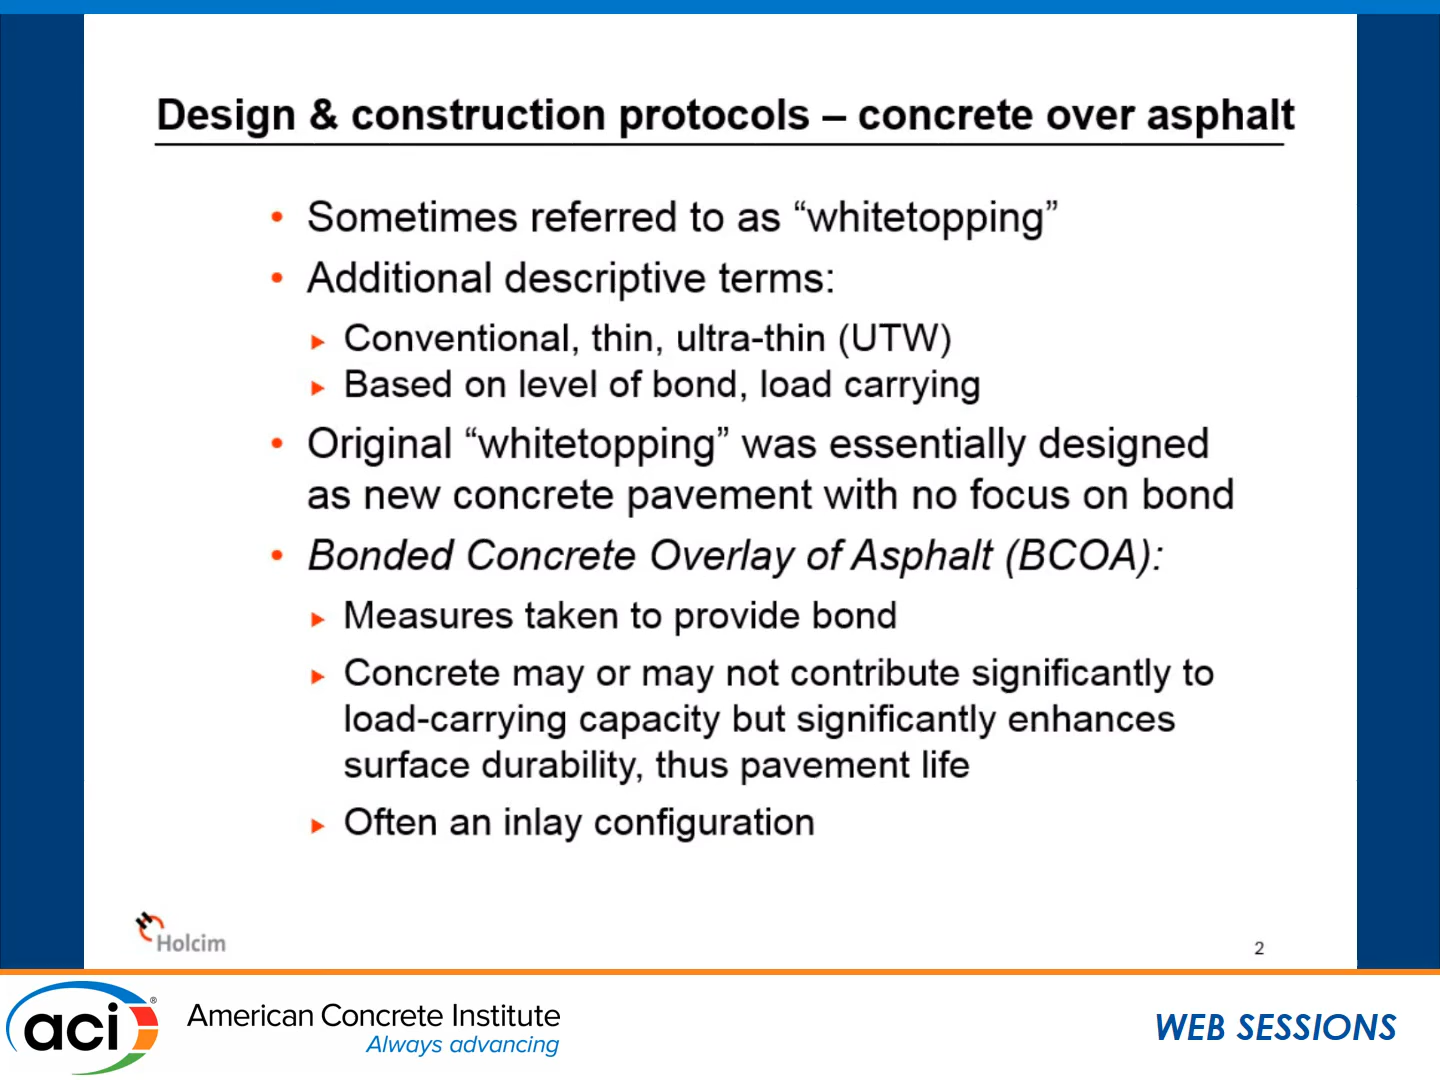 Design & construction protocols – concrete over asphalt
• Sometimes referred to as “whitetopping”
• Additional descriptive terms:
▸ Conventional, thin, ultra-thin (UTW)
▸ Based on level of bond, load carrying
• Original “whitetopping” was essentially designed
as new concrete pavement with no focus on bond
• Bonded Concrete Overlay of Asphalt (BCOA):
▸ Measures taken to provide bond
▸ Concrete may or may not contribute significantly to
load-carrying capacity but significantly enhances
surface durability, thus pavement life
▸ Often an inlay configuration
Holcim
2
aci®
American Concrete Institute
Always advancing
WEB SESSIONS